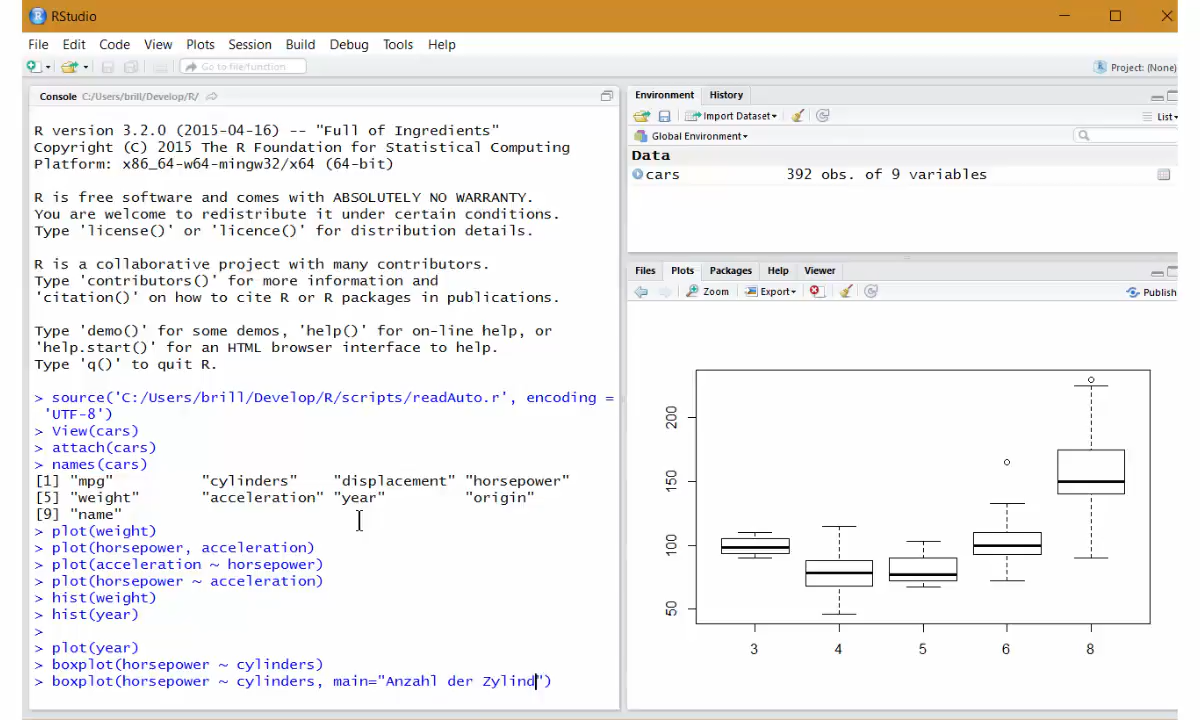 RStudio
File Edit Code View Plots Session Build Debug Tools Help
Go to file/function
Project: (None)
Console C:/Users/brill/Develop/R/
R version 3.2.0 (2015-04-16) -- "Full of Ingredients"
Copyright (C) 2015 The R Foundation for Statistical Computing
Platform: x86_64-w64-mingw32/x64 (64-bit)
R is free software and comes with ABSOLUTELY NO WARRANTY.
You are welcome to redistribute it under certain conditions.
Type 'license()' or 'licence()' for distribution details.
R is a collaborative project with many contributors.
Type 'contributors()' for more information and
'citation()' on how to cite R or R packages in publications.
Type 'demo()' for some demos, 'help()' for on-line help, or
'help.start()' for an HTML browser interface to help.
Type 'q()' to quit R.
> source('C:/Users/brill/Develop/R/scripts/readAuto.r', encoding =
'UTF-8')
> View(cars)
> attach(cars)
> names(cars)
[1] "mpg" "cylinders" "displacement" "horsepower"
[5] "weight" "acceleration" "year" "origin"
[9] "name"
> plot(weight)
> plot(horsepower, acceleration)
> plot(acceleration ~ horsepower)
> plot(horsepower ~ acceleration)
> hist(weight)
> hist(year)
>
> plot(year)
> boxplot(horsepower ~ cylinders)
> boxplot(horsepower ~ cylinders, main="Anzahl der Zylind")
Environment History
Import Dataset
List
Global Environment
Data
cars 392 obs. of 9 variables
Files Plots Packages Help Viewer
Zoom Export Publish
200
150
100
50
3 4 5 6 8